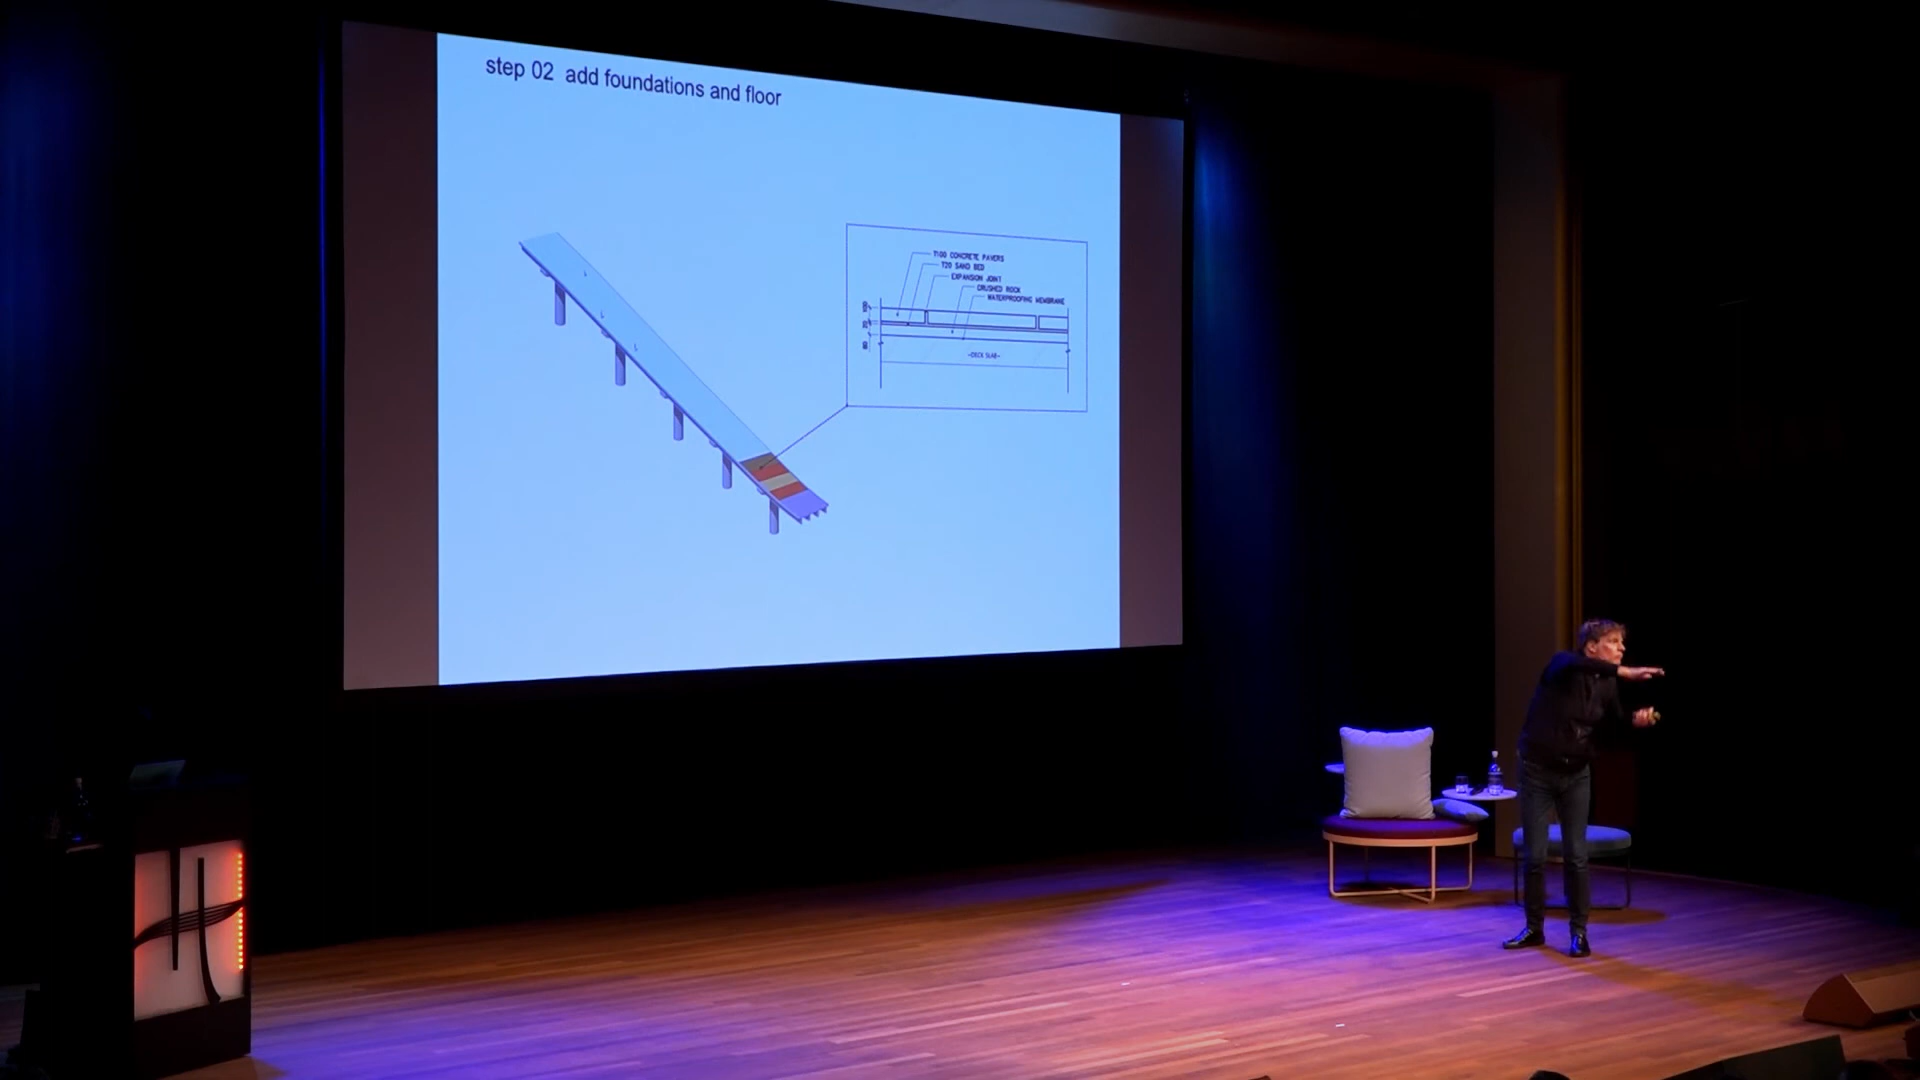 step 02 add foundations and floor
T100 CONCRETE PAVERS
T20 SAND BED
EXPANSION JOINT
CRUSHED ROCK
WATERPROOFING MEMBRANE
-DECK SLAB-